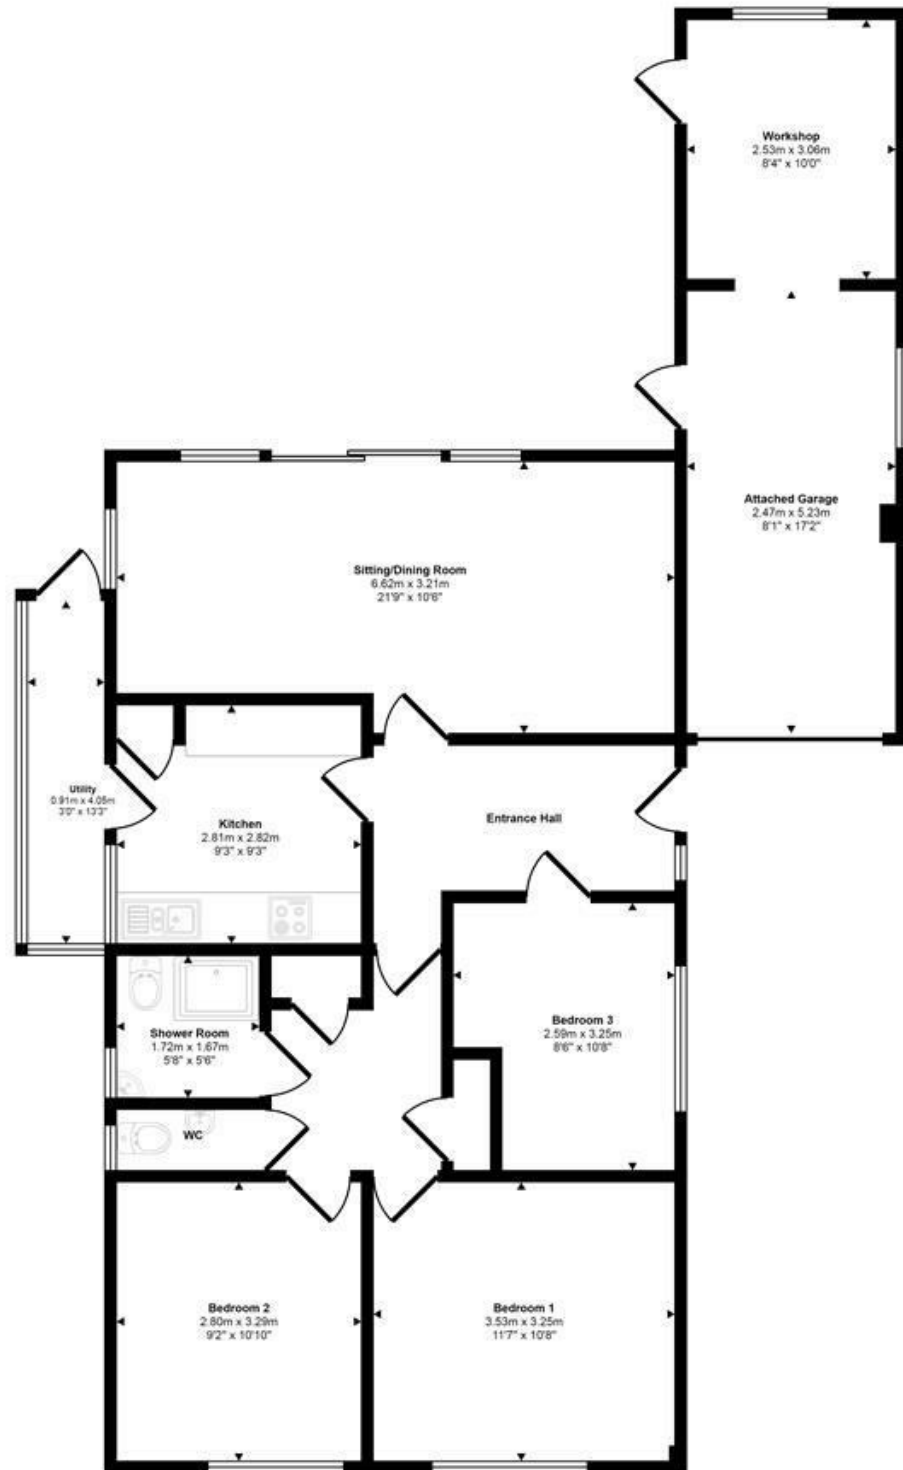 Workshop
2.53m x 3.06m
8'4" x 10'0"
Attached Garage
2.47m x 5.23m
8'1" x 17'2"
Sitting/Dining Room
6.62m x 3.21m
21'9" x 10'6"
Utility
0.91m x 4.05m
3'0" x 13'3"
Kitchen
2.81m x 2.82m
9'3" x 9'3"
Entrance Hall
Shower Room
1.72m x 1.67m
5'8" x 5'6"
Bedroom 3
2.59m x 3.25m
8'6" x 10'8"
WC
Bedroom 2
2.80m x 3.29m
9'2" x 10'10"
Bedroom 1
3.53m x 3.25m
11'7" x 10'8"